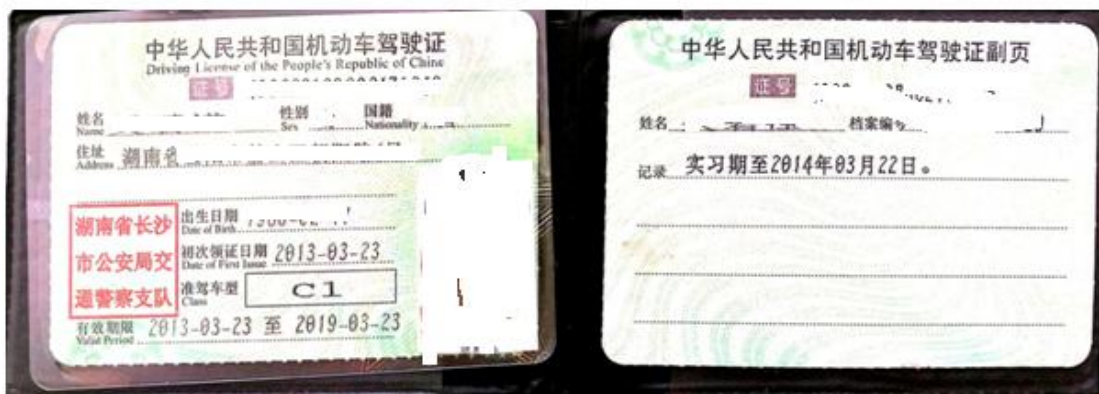 中华人民共和国机动车驾驶证
Driving License of the People's Republic of China
证号
姓名 性别 国籍
Name Sex Nationality
住址 湖南省
Address
湖南省长沙
市公安局交
通警察支队
出生日期
Date of Birth
初次领证日期 2013-03-23
Date of First Issue
准驾车型 C1
Class
有效期限 2013-03-23 至 2019-03-23
Valid Period
中华人民共和国机动车驾驶证副页
证号
姓名 档案编号
记录 实习期至2014年03月22日。